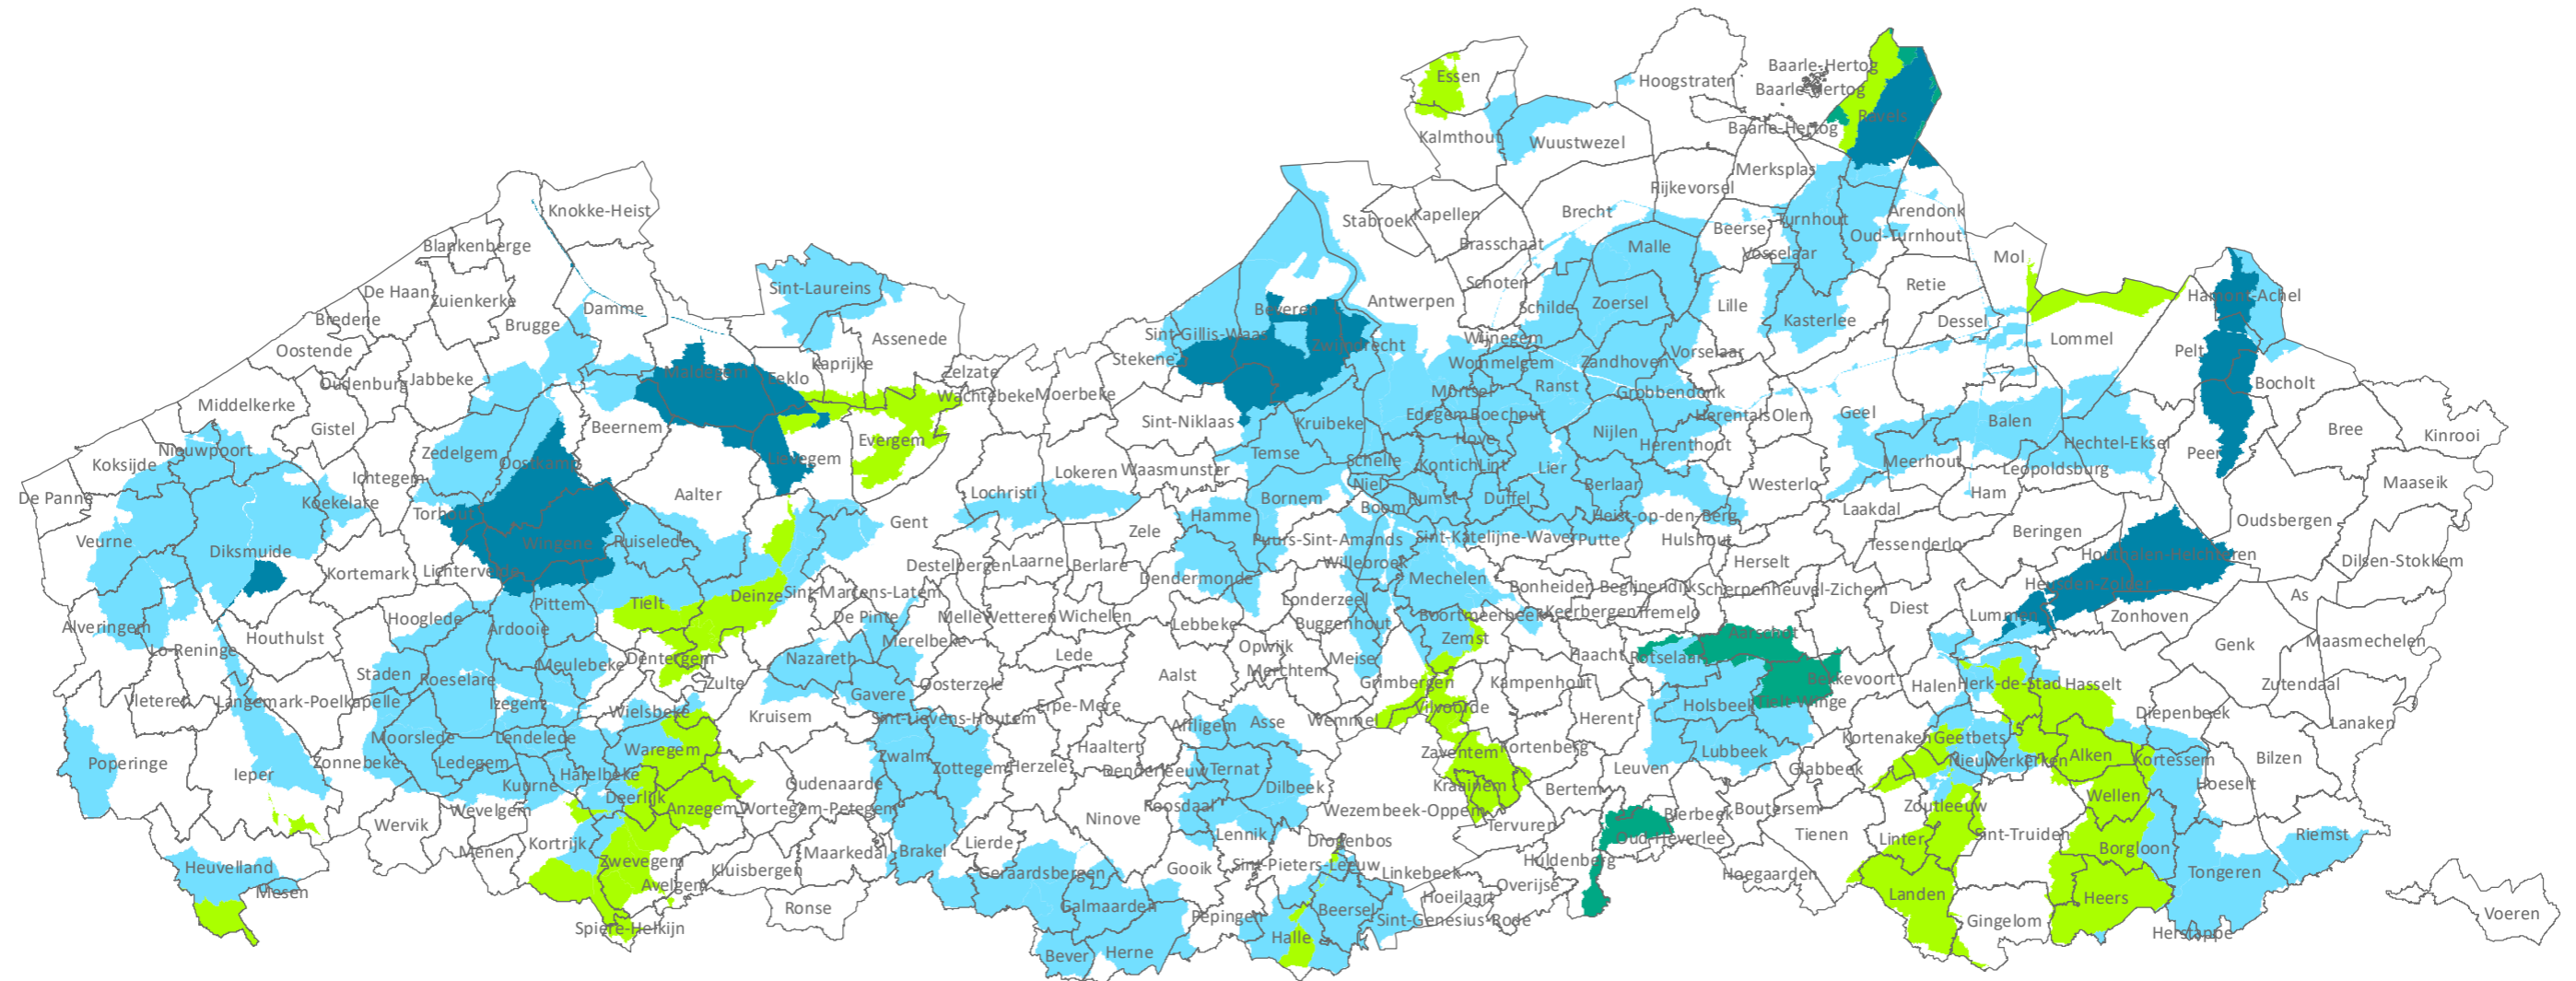 Essen
Hoogstraten
Baarle-Hertog
Baarle-Hertog
Baarle-Hertog
Ravels
Kalmthout
Wuustwezel
Merksplas
Rijkevorsel
Knokke-Heist
Stabroek
Kapellen
Brecht
Turnhout
Arendonk
Beerse
Oud-Turnhout
Blankenberge
Brasschaat
Malle
Vosselaar
Mol
De Haan
Zuienkerke
Damme
Sint-Laureins
Schoten
Retie
Hamont-Achel
Bredene
Brugge
Beveren
Antwerpen
Schilde
Zoersel
Lille
Kasterlee
Dessel
Oostende
Assenede
Sint-Gillis-Waas
Zwijndrecht
Wijnegem
Lommel
Oudenburg
Jabbeke
Maldegem
Eeklo
Kaprijke
Zelzate
Stekene
Wommelgem
Zandhoven
Vorselaar
Pelt
Middelkerke
Wachtebeke
Moerbeke
Mortsel
Ranst
Grobbendonk
Bocholt
Gistel
Beernem
Evergem
Sint-Niklaas
Kruibeke
Edegem
Boechout
Herentals
Olen
Geel
Balen
Bree
Kinrooi
Nieuwpoort
Koksijde
Zedelgem
Oostkamp
Lievegem
Temse
Hove
Nijlen
Herenthout
Hechtel-Eksel
Peer
De Panne
Ichtegem
Koekelare
Aalter
Lokeren
Waasmunster
Lochristi
Schelle
Kontich
Lint
Lier
Meerhout
Leopoldsburg
Maaseik
Torhout
Gent
Bornem
Niel
Rumst
Duffel
Berlaar
Westerlo
Ham
Veurne
Diksmuide
Wingene
Ruiselede
Zele
Hamme
Boom
Heist-op-den-Berg
Laakdal
Beringen
Oudsbergen
Puurs-Sint-Amands
Sint-Katelijne-Waver
Putte
Hulshout
Tessenderlo
Houthalen-Helchteren
Kortemark
Lichtervelde
Destelbergen
Laarne
Berlare
Dendermonde
Willebroek
Mechelen
Bonheiden
Begijnendijk
Herselt
Scherpenheuvel-Zichem
Heusden-Zolder
Dilsen-Stokkem
Pittem
Tielt
Deinze
Sint-Martens-Latem
Londerzeel
Diest
As
Alveringem
Hooglede
Ardooie
De Pinte
Melle
Wetteren
Wichelen
Lebbeke
Buggenhout
Boortmeerbeek
Keerbergen
Tremelo
Lummen
Zonhoven
Houthulst
Lo-Reninge
Merelbeke
Lede
Opwijk
Zemst
Aarschot
Genk
Maasmechelen
Meulebeke
Dentergem
Nazareth
Aalst
Merchtem
Meise
Haacht
Rotselaar
Bekkevoort
Staden
Roeselare
Zulte
Oosterzele
Grimbergen
Kampenhout
Halen
Herk-de-Stad
Hasselt
Zutendaal
Vleteren
Langemark-Poelkapelle
Izegem
Wielsbeke
Kruisem
Gavere
Sint-Lievens-Houtem
Erpe-Mere
Affligem
Asse
Wemmel
Vilvoorde
Herent
Holsbeek
Tielt-Winge
Diepenbeek
Lanaken
Moorslede
Lendelede
Waregem
Zwalm
Haaltert
Zaventem
Kortenberg
Lubbeek
Kortenaken
Geetbets
Poperinge
Ieper
Zonnebeke
Ledegem
Kuurne
Harelbeke
Oudenaarde
Zottegem
Herzele
Denderleeuw
Ternat
Dilbeek
Kraainem
Leuven
Glabbeek
Nieuwerkerken
Alken
Kortessem
Hoeselt
Bilzen
Wevelgem
Deerlijk
Anzegem
Wortegem-Petegem
Roosdaal
Wezembeek-Oppem
Bertem
Bierbeek
Boutersem
Zoutleeuw
Wellen
Wervik
Menen
Kortrijk
Maarkedal
Brakel
Lierde
Ninove
Lennik
Drogenbos
Tervuren
Oud-Heverlee
Tienen
Linter
Sint-Truiden
Borgloon
Riemst
Heuvelland
Mesen
Zwevegem
Avelgem
Kluisbergen
Geraardsbergen
Gooik
Sint-Pieters-Leeuw
Linkebeek
Huldenberg
Overijse
Hoegaarden
Tongeren
Spiere-Helkijn
Ronse
Galmaarden
Pepingen
Beersel
Hoeilaart
Sint-Genesius-Rode
Landen
Gingelom
Heers
Herstappe
Voeren
Bever
Herne
Halle